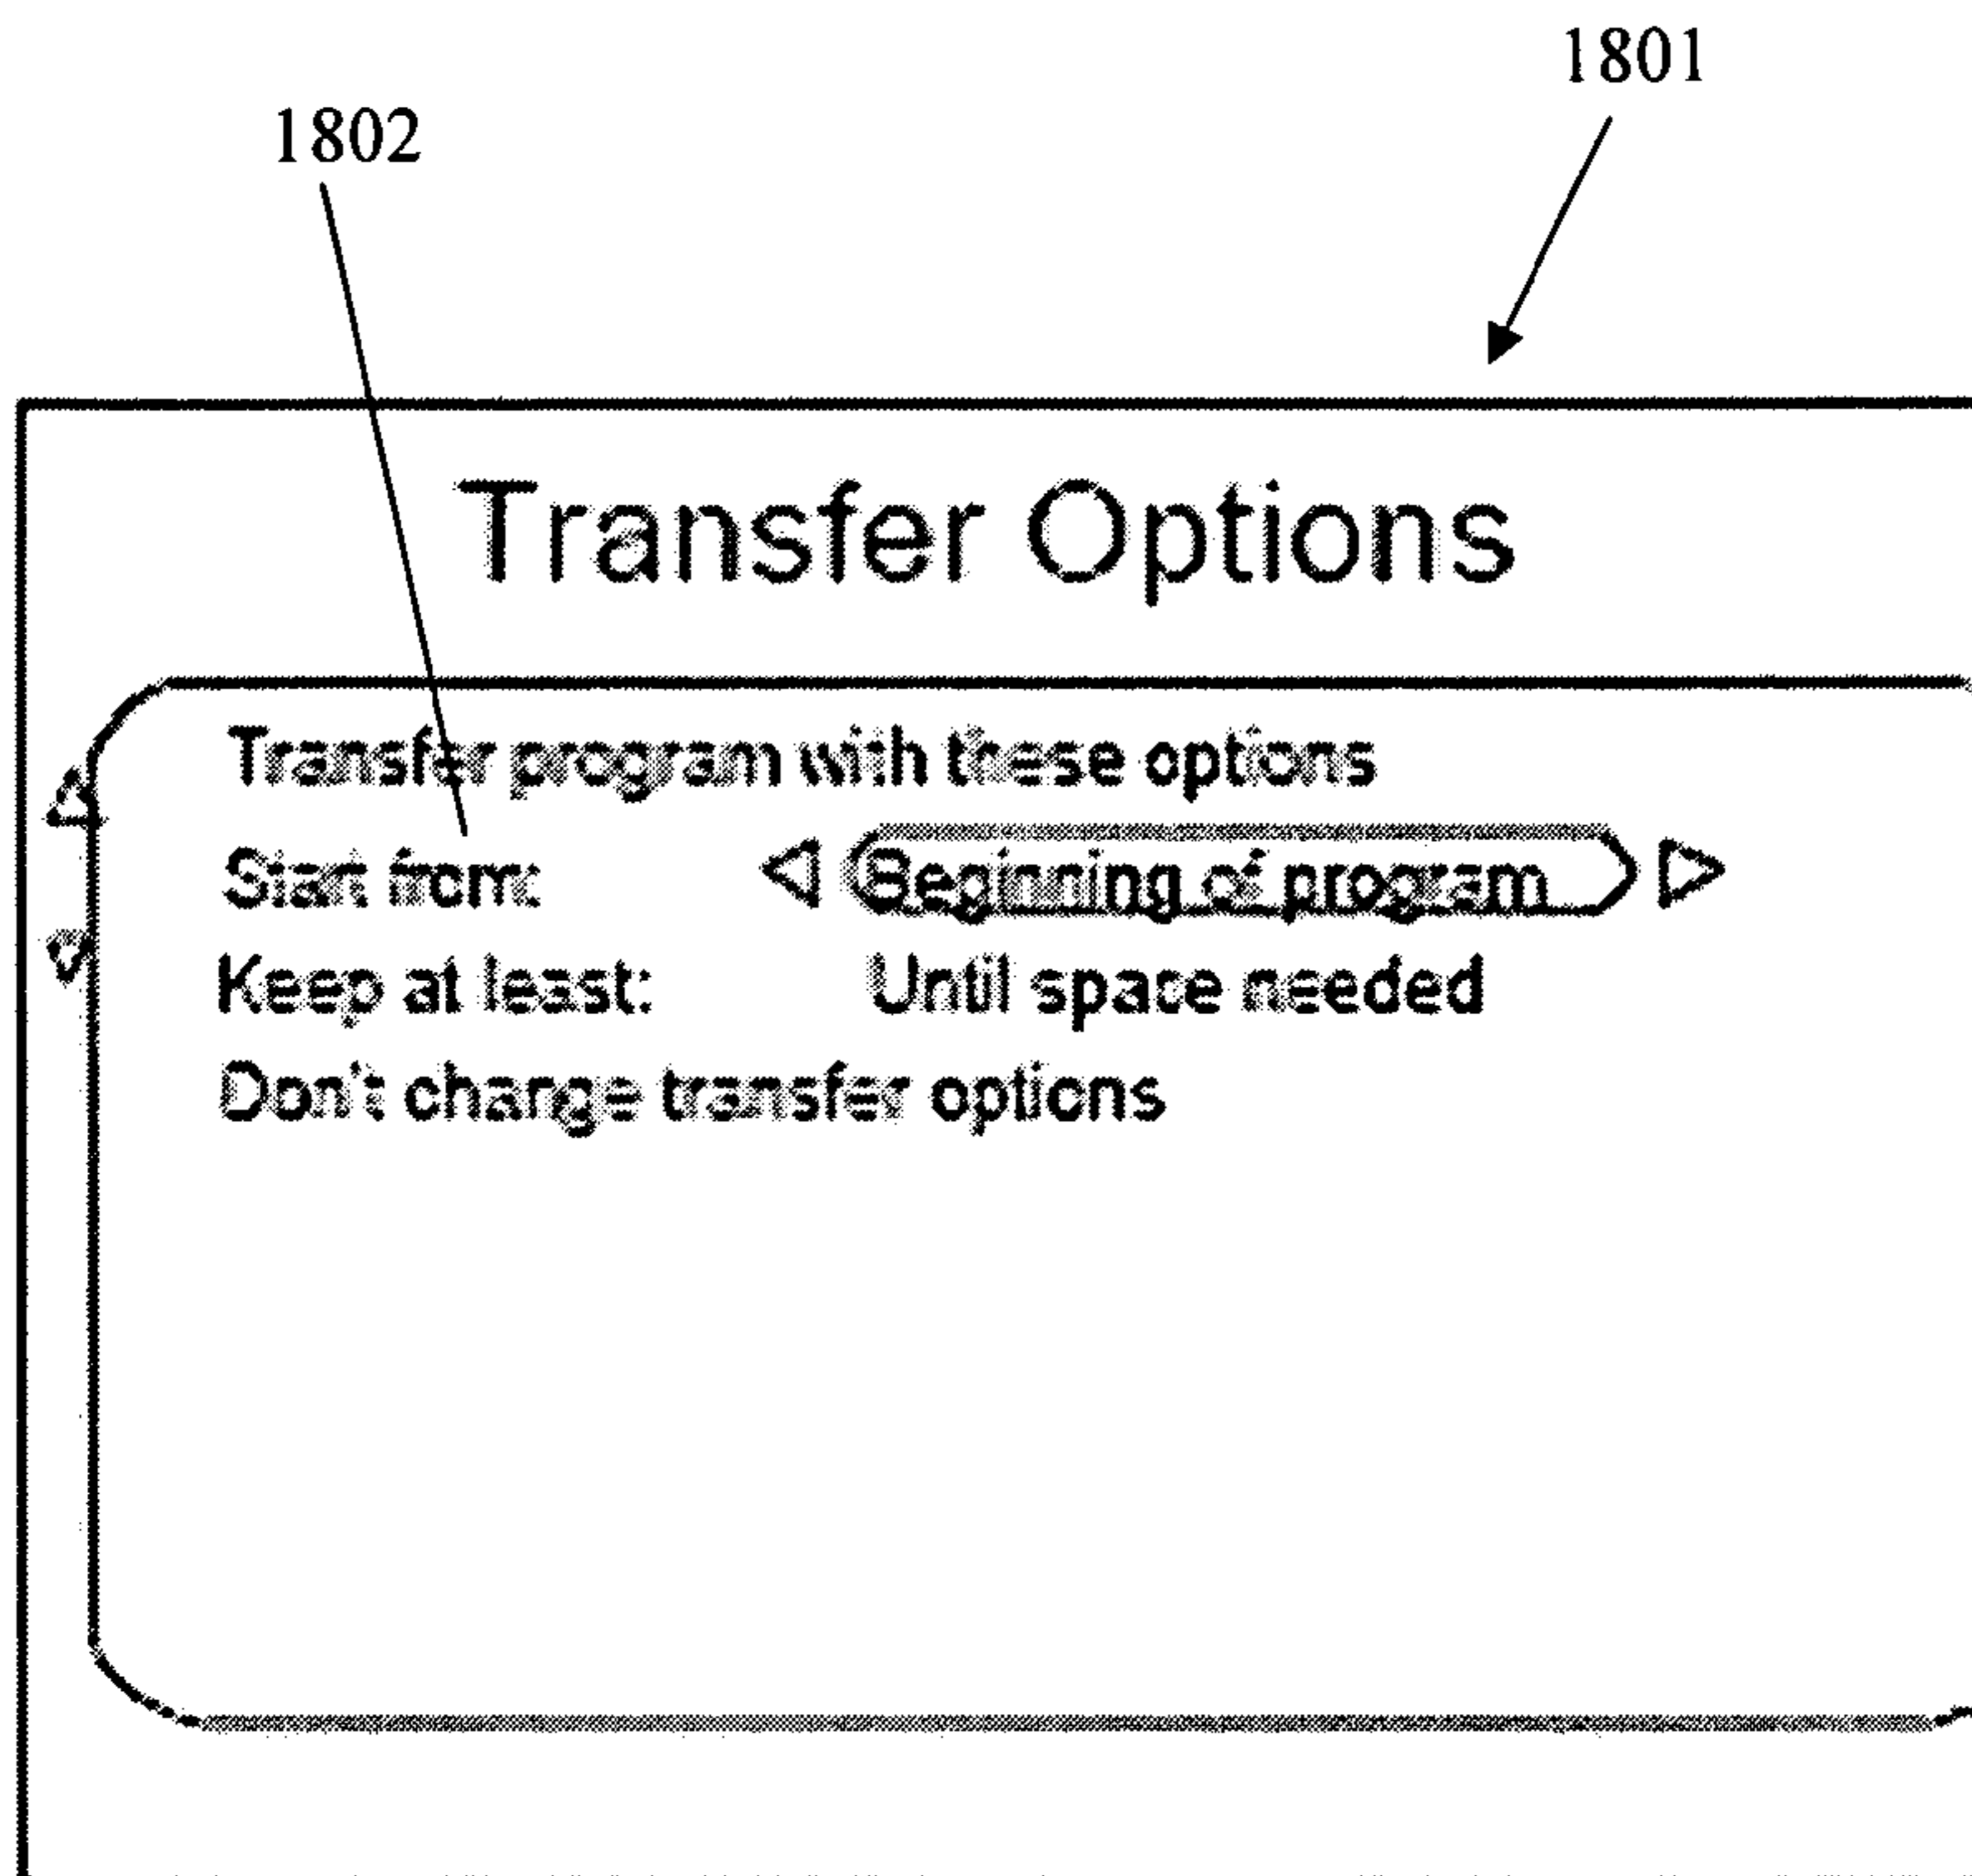 1801
1802
Transfer Options
Transfer program with these options
Start from: Beginning of program
Keep at least: Until space needed
Don't change transfer options